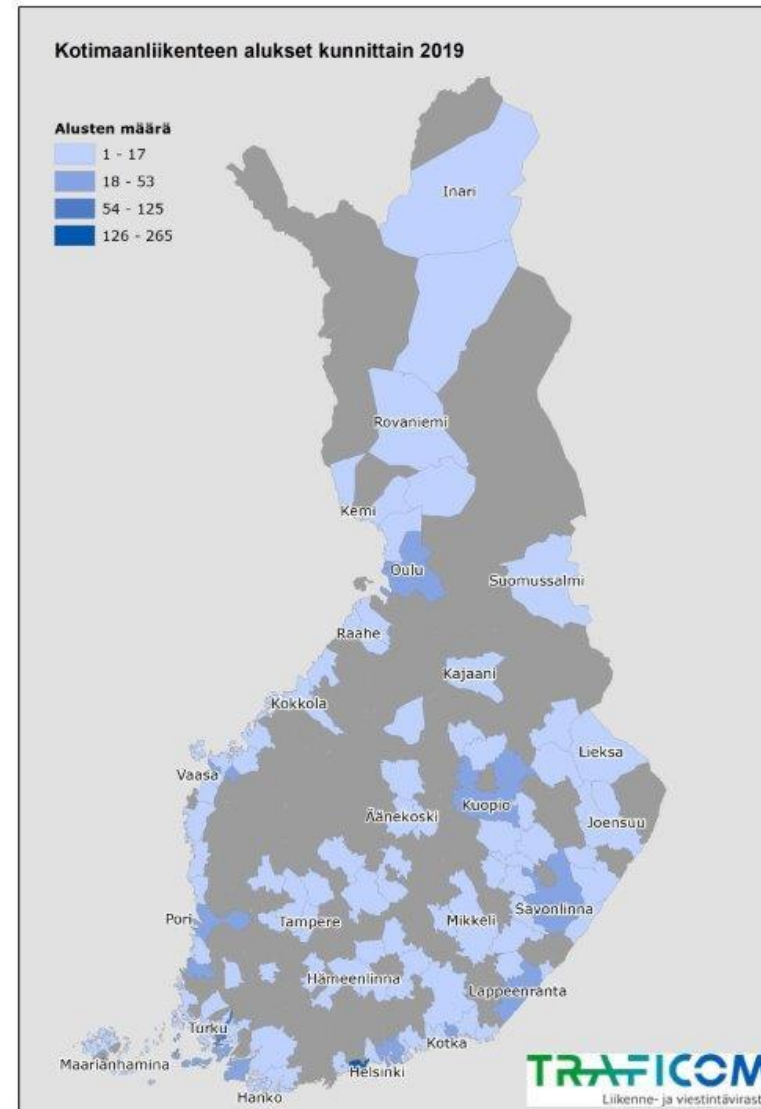 Kotimaanliikenteen alukset kunnittain 2019
Alusten määrä
1 - 17
18 - 53
54 - 125
126 - 265
Inari
Rovaniemi
Kemi
Oulu
Suomussalmi
Raahe
Kajaani
Kokkola
Lieksa
Vaasa
Kuopio
Äänekoski
Joensuu
Savonlinna
Pori
Tampere
Mikkeli
Hämeenlinna
Lappeenranta
Turku
Kotka
Maarianhamina
Helsinki
Hanko
TRAFICOM
Liikenne- ja viestintävirast